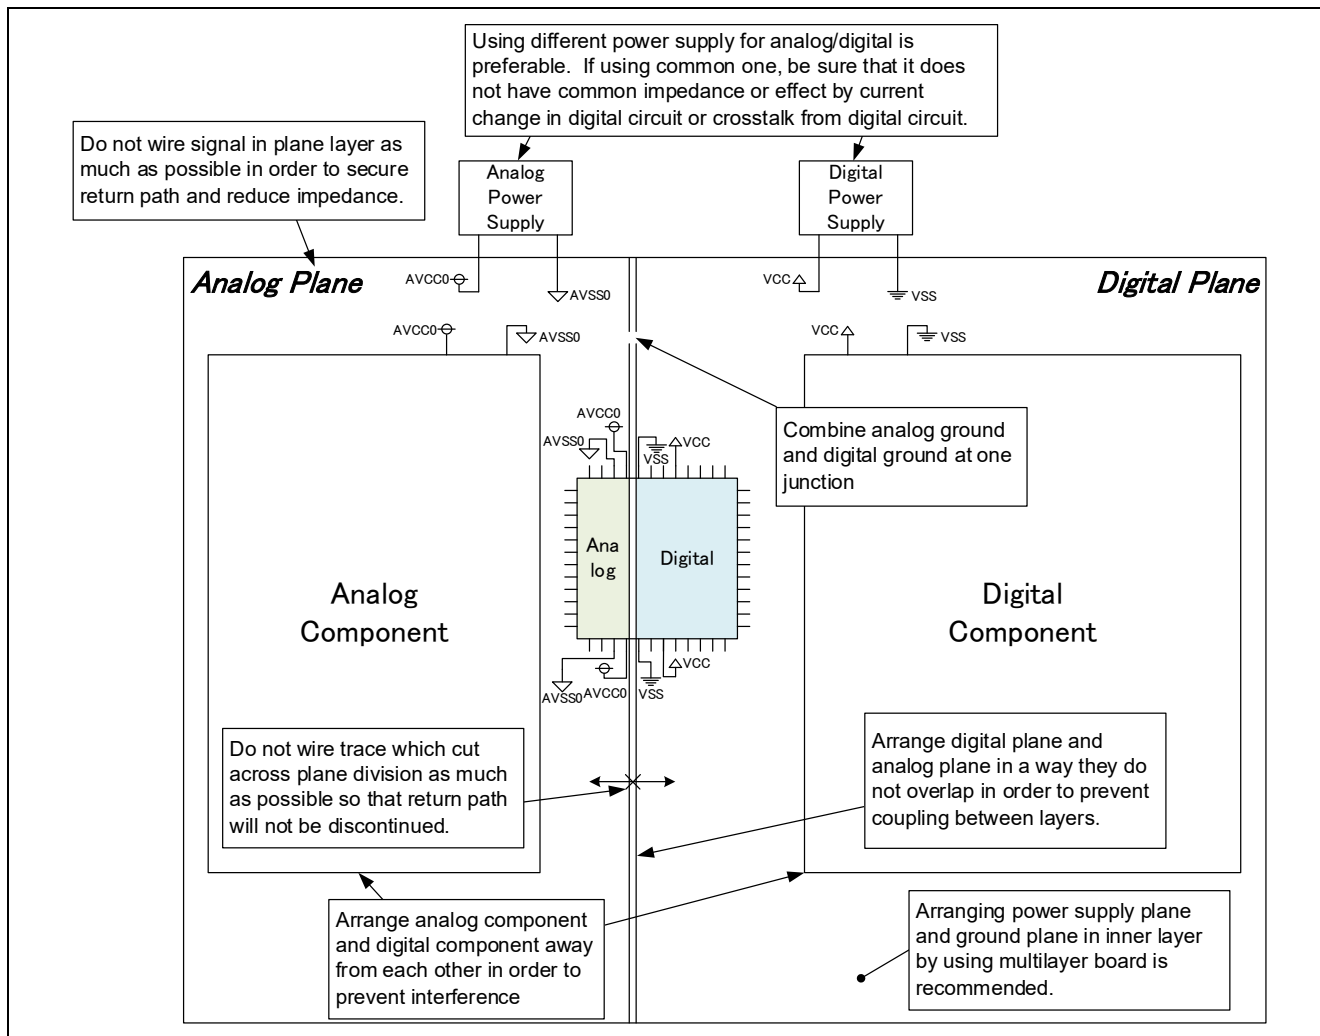 Using different power supply for analog/digital is
preferable.  If using common one, be sure that it does
not have common impedance or effect by current
change in digital circuit or crosstalk from digital circuit.
Do not wire signal in plane layer as
much as possible in order to secure
return path and reduce impedance.
Analog
Power
Supply
Digital
Power
Supply
Analog Plane
AVCC0
AVSS0
VCC
VSS
Digital Plane
AVCC0
AVSS0
VCC
VSS
AVCC0
AVSS0
VSS
VCC
Combine analog ground
and digital ground at one
junction
Ana
log
Digital
Analog
Component
Digital
Component
AVSS0
AVCC0
VSS
VCC
Do not wire trace which cut
across plane division as much
as possible so that return path
will not be discontinued.
Arrange digital plane and
analog plane in a way they do
not overlap in order to prevent
coupling between layers.
Arrange analog component
and digital component away
from each other in order to
prevent interference
Arranging power supply plane
and ground plane in inner layer
by using multilayer board is
recommended.